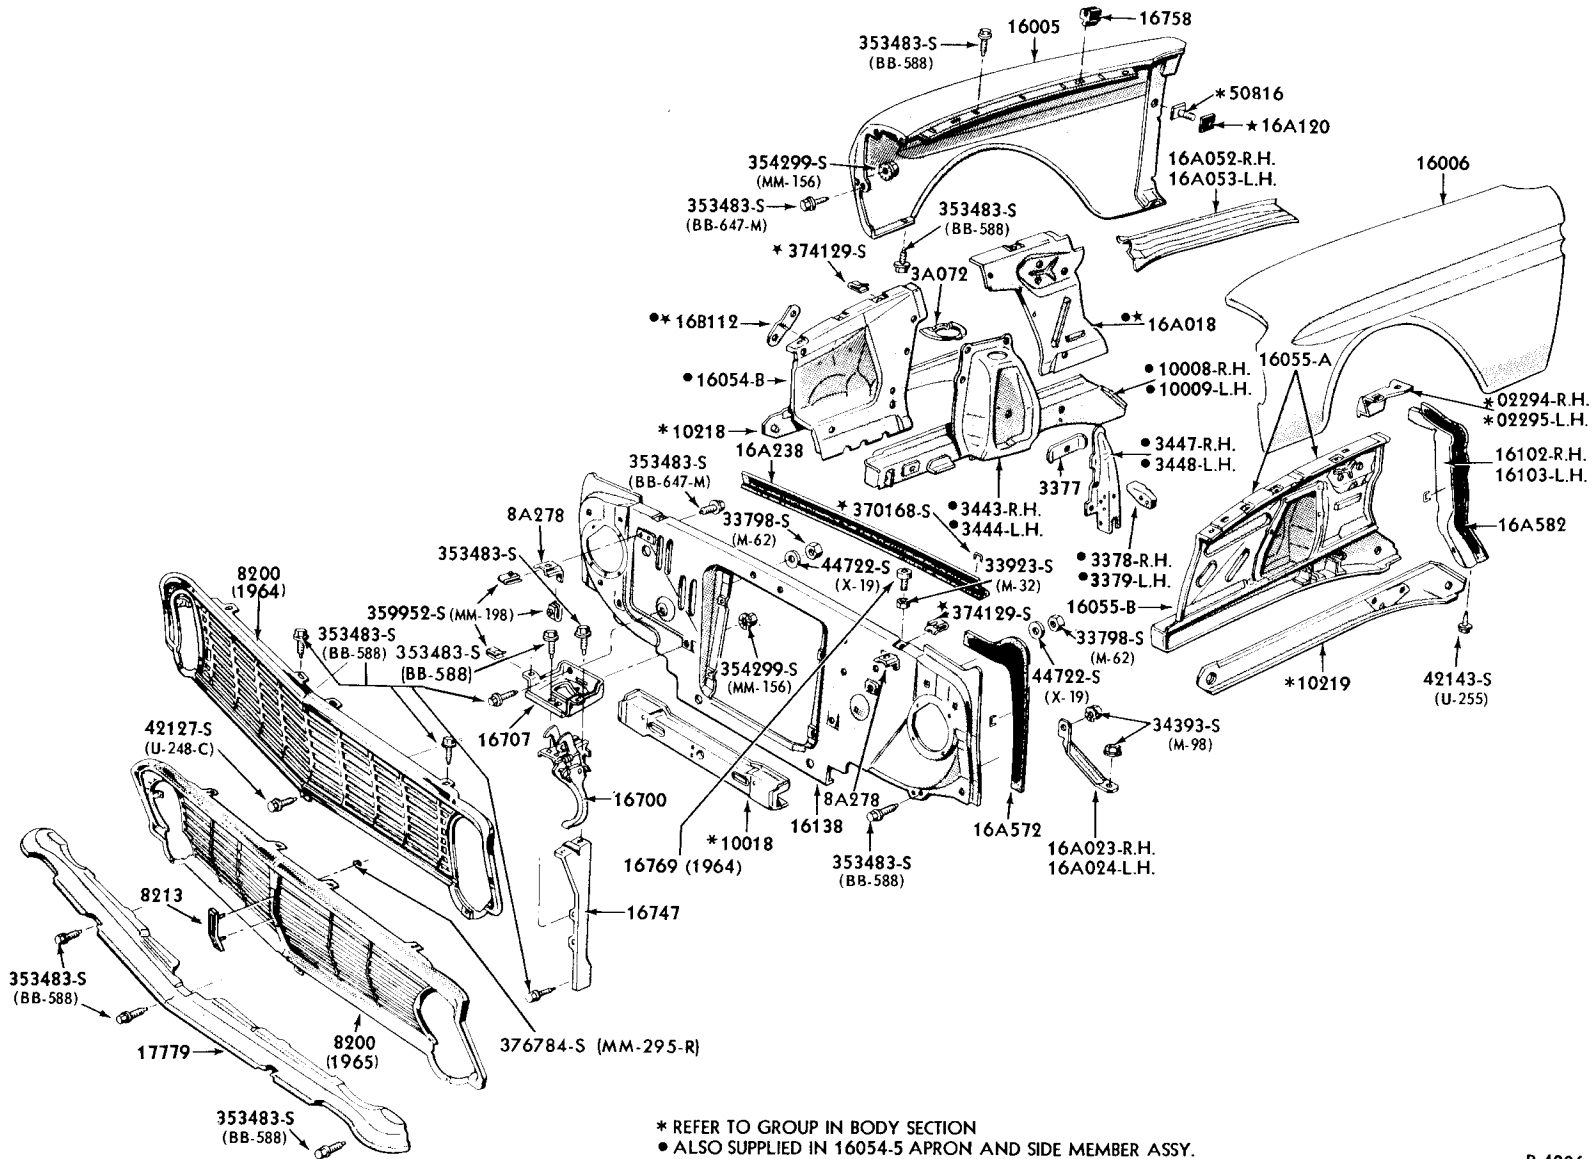 16005
16758
353483-S
(BB-588)
*50816
★16A120
354299-S
(MM-156)
16A052-R.H.
16A053-L.H.
16006
353483-S
(BB-647-M)
353483-S
(BB-588)
★374129-S
3A072
●★16B112
●★
16A018
●16054-B
●10008-R.H.
●10009-L.H.
16055-A
*02294-R.H.
*02295-L.H.
*10218
16A238
●3447-R.H.
●3448-L.H.
16102-R.H.
16103-L.H.
353483-S
(BB-647-M)
3377
★370168-S
●3443-R.H.
●3444-L.H.
8A278
33798-S
(M-62)
16A582
353483-S
44722-S
(X-19)
33923-S
(M-32)
●3378-R.H.
●3379-L.H.
8200
(1964)
359952-S (MM-198)
★374129-S
16055-B
353483-S
(BB-588)
353483-S
(BB-588)
33798-S
(M-62)
354299-S
(MM-156)
44722-S
(X-19)
*10219
42143-S
(U-255)
42127-S
(U-248-C)
16707
34393-S
(M-98)
16700
8A278
16138
*10018
16A572
16769 (1964)
353483-S
(BB-588)
16A023-R.H.
16A024-L.H.
8213
16747
353483-S
(BB-588)
8200
(1965)
376784-S (MM-295-R)
17779
353483-S
(BB-588)
* REFER TO GROUP IN BODY SECTION
● ALSO SUPPLIED IN 16054-5 APRON AND SIDE MEMBER ASSY.